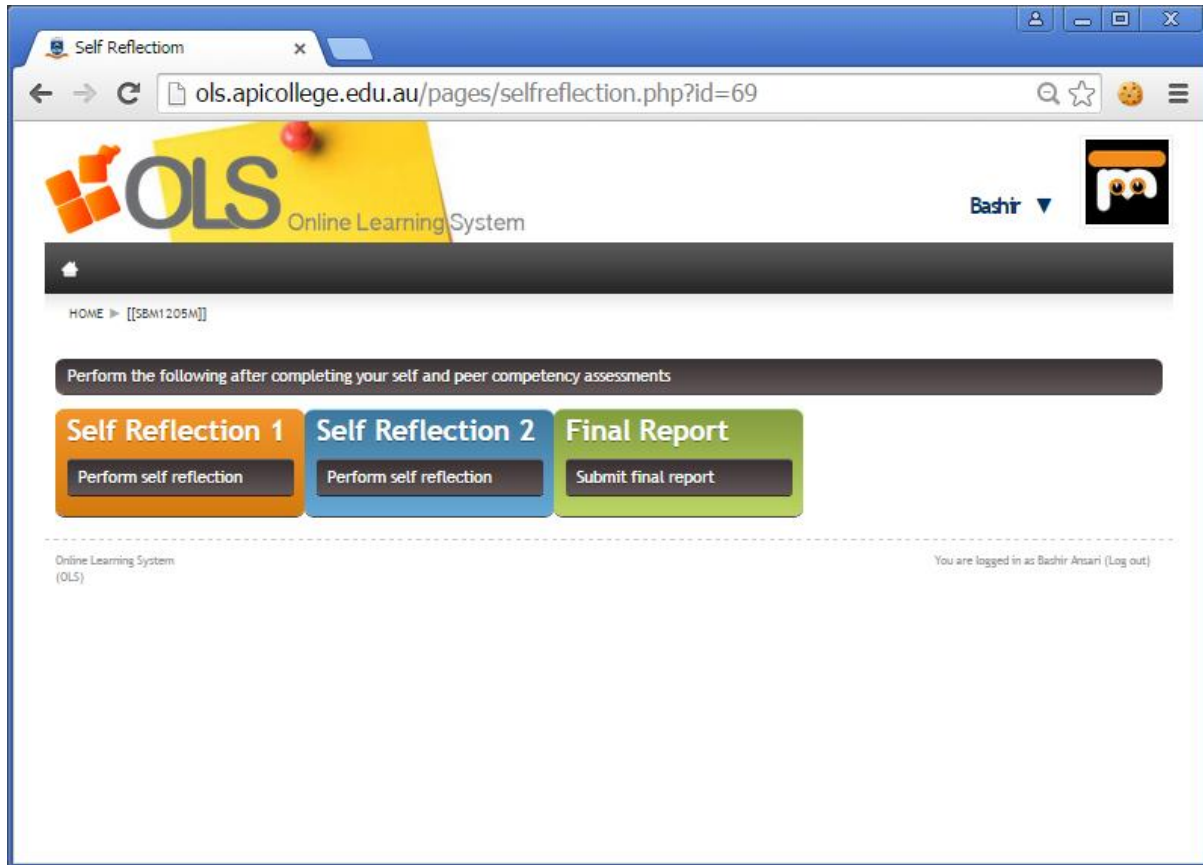 Self Reflectiom
ols.apicollege.edu.au/pages/selfreflection.php?id=69
OLS Online Learning System
Bashir ▼
HOME ► [[SBM1205M]]
Perform the following after completing your self and peer competency assessments
Self Reflection 1
Perform self reflection
Self Reflection 2
Perform self reflection
Final Report
Submit final report
Online Learning System
(OLS)
You are logged in as Bashir Ansari (Log out)